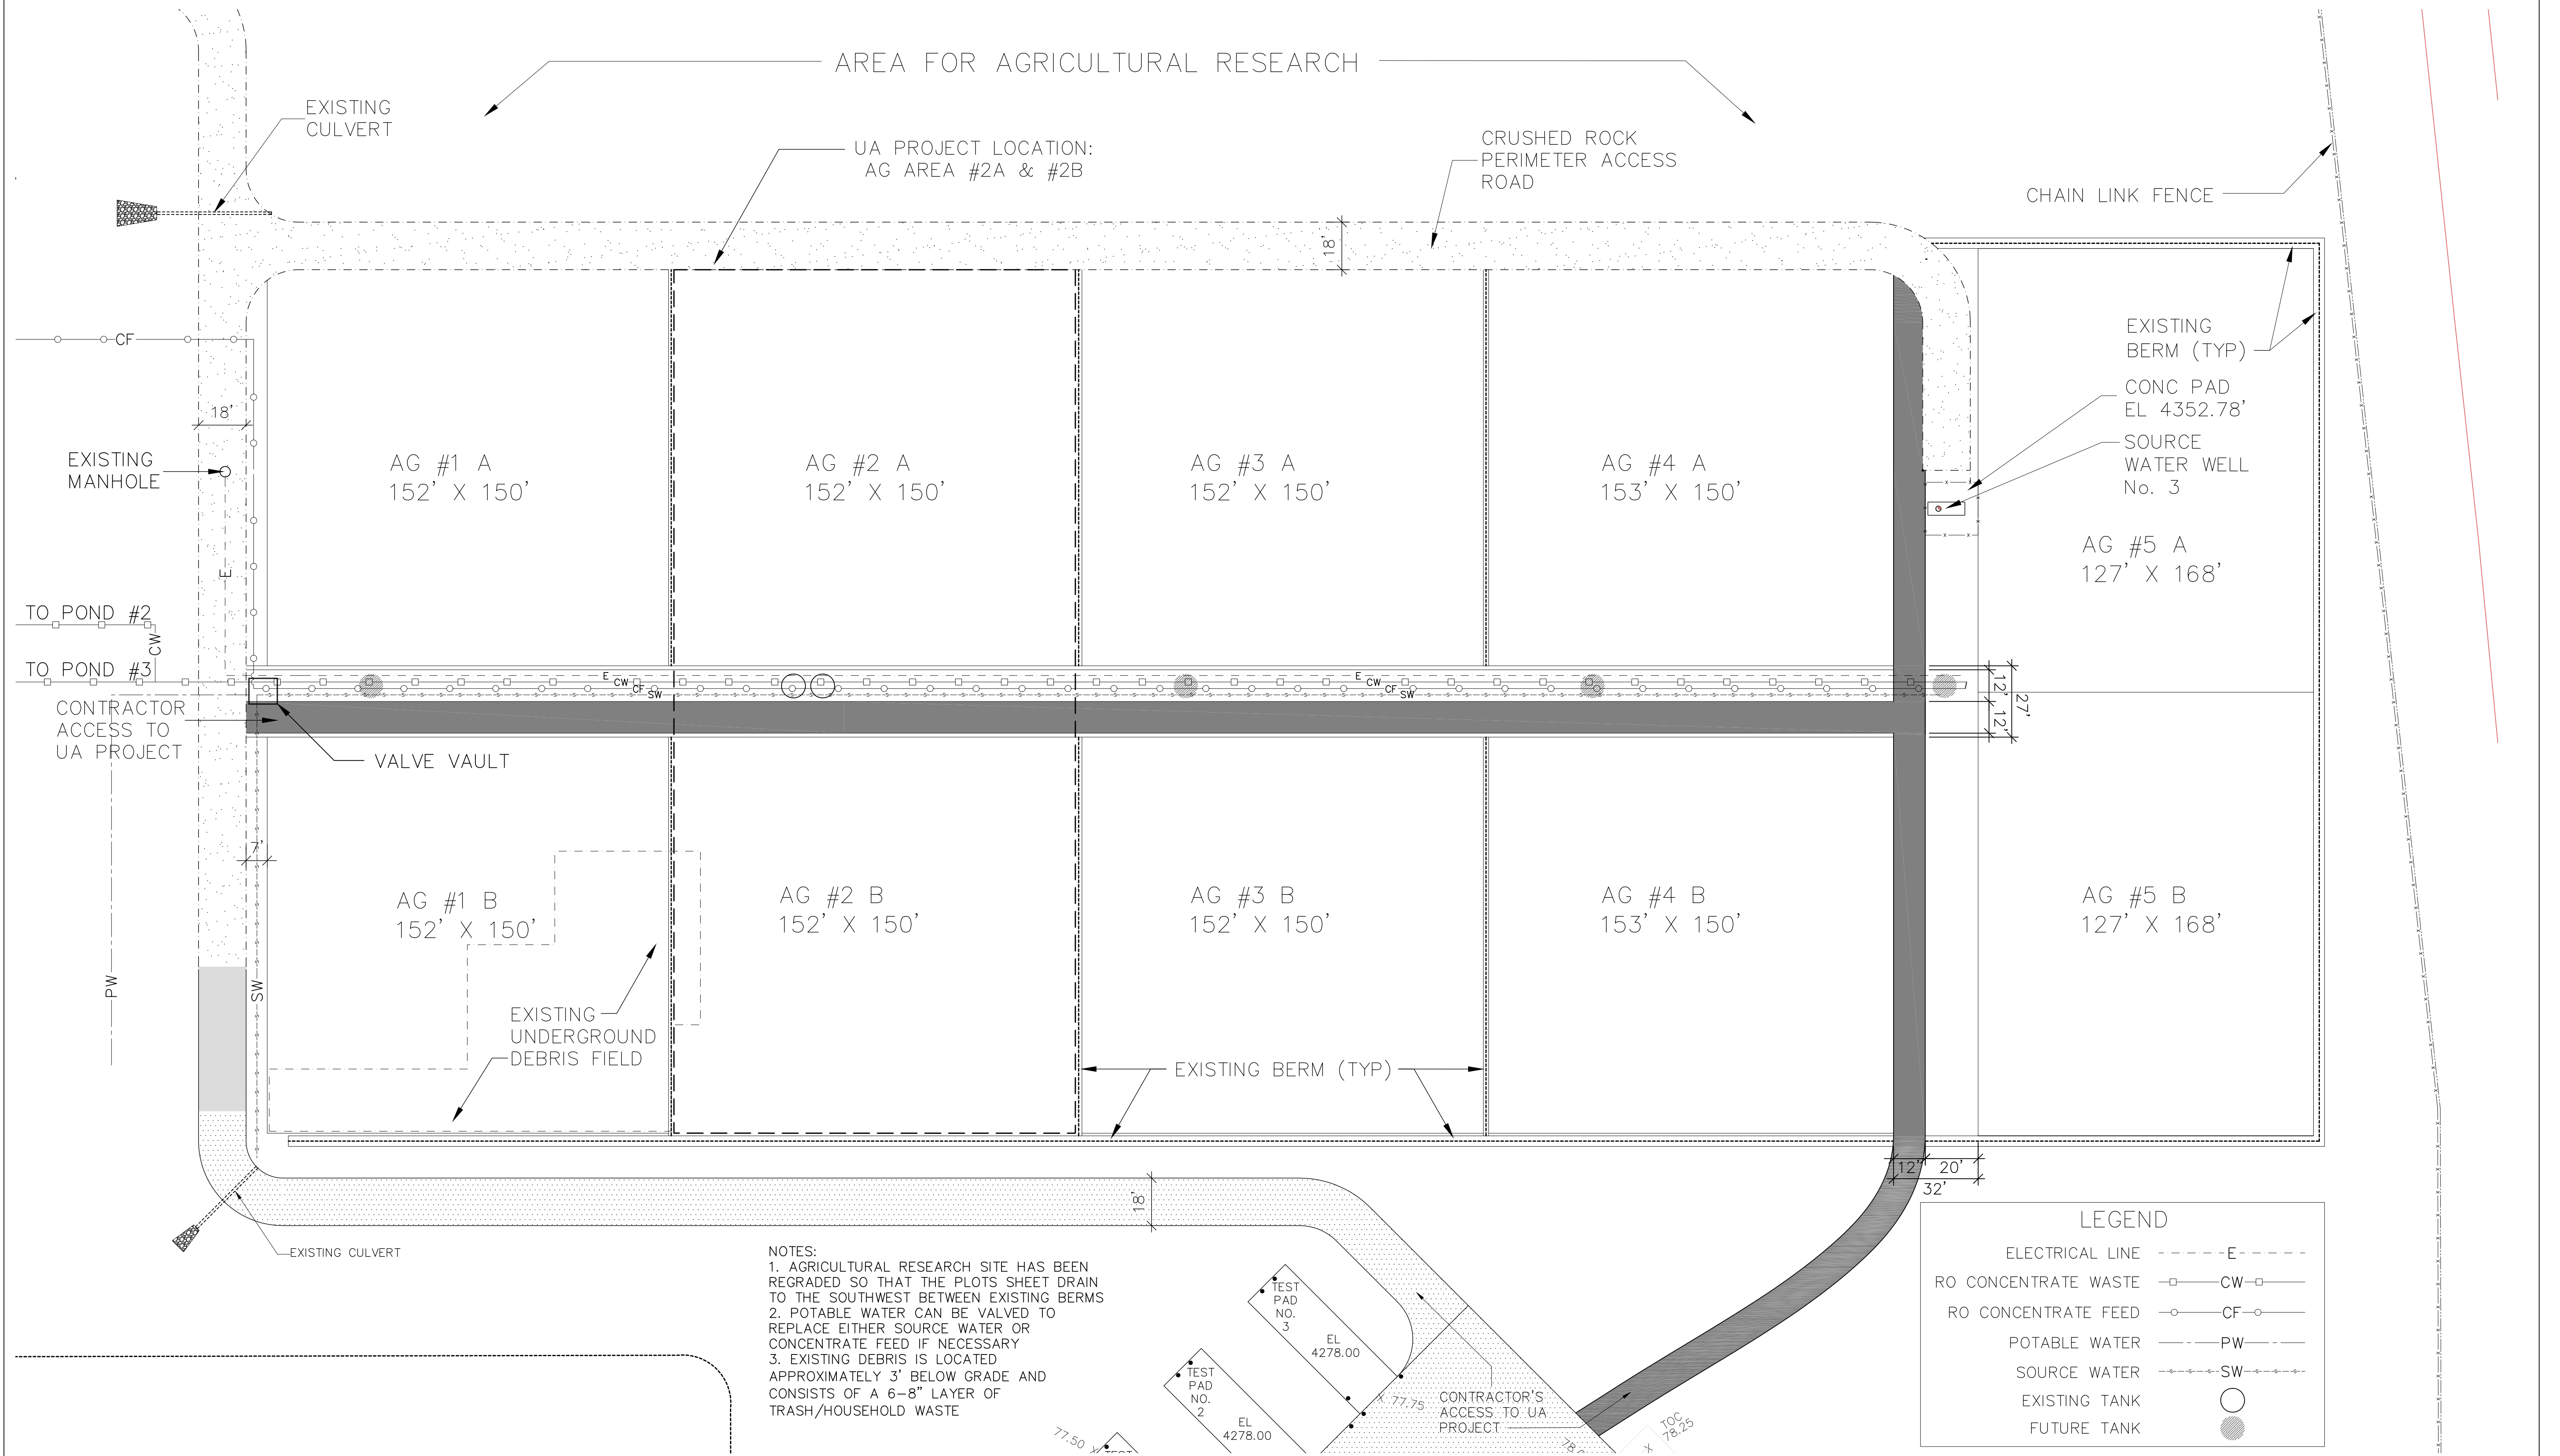 AREA FOR AGRICULTURAL RESEARCH
EXISTING
CULVERT
UA PROJECT LOCATION:
AG AREA #2A & #2B
CRUSHED ROCK
PERIMETER ACCESS
ROAD
CHAIN LINK FENCE
18'
CF
18'
EXISTING
MANHOLE
E
TO POND #2
CW
TO POND #3
AG #1 A
152' X 150'
AG #2 A
152' X 150'
AG #3 A
152' X 150'
AG #4 A
153' X 150'
EXISTING
BERM (TYP)
CONC PAD
EL 4352.78'
SOURCE
WATER WELL
No. 3
AG #5 A
127' X 168'
E
CW
CF
SW
E
CW
CF
SW
12'
12'
27'
CONTRACTOR
ACCESS TO
UA PROJECT
VALVE VAULT
7'
PW
SW
AG #1 B
152' X 150'
AG #2 B
152' X 150'
AG #3 B
152' X 150'
AG #4 B
153' X 150'
AG #5 B
127' X 168'
EXISTING
UNDERGROUND
DEBRIS FIELD
EXISTING BERM (TYP)
12'
20'
32'
18'
EXISTING CULVERT
NOTES:
1. AGRICULTURAL RESEARCH SITE HAS BEEN
REGRADED SO THAT THE PLOTS SHEET DRAIN
TO THE SOUTHWEST BETWEEN EXISTING BERMS
2. POTABLE WATER CAN BE VALVED TO
REPLACE EITHER SOURCE WATER OR
CONCENTRATE FEED IF NECESSARY
3. EXISTING DEBRIS IS LOCATED
APPROXIMATELY 3' BELOW GRADE AND
CONSISTS OF A 6-8" LAYER OF
TRASH/HOUSEHOLD WASTE
TEST
PAD
NO.
3
EL
4278.00
TEST
PAD
NO.
2
EL
4278.00
TEST
77.50 X
X 77.75
CONTRACTOR'S
ACCESS TO UA
PROJECT
TOC
78.25
X
LEGEND
ELECTRICAL LINE E
RO CONCENTRATE WASTE CW
RO CONCENTRATE FEED CF
POTABLE WATER PW
SOURCE WATER SW
EXISTING TANK
FUTURE TANK